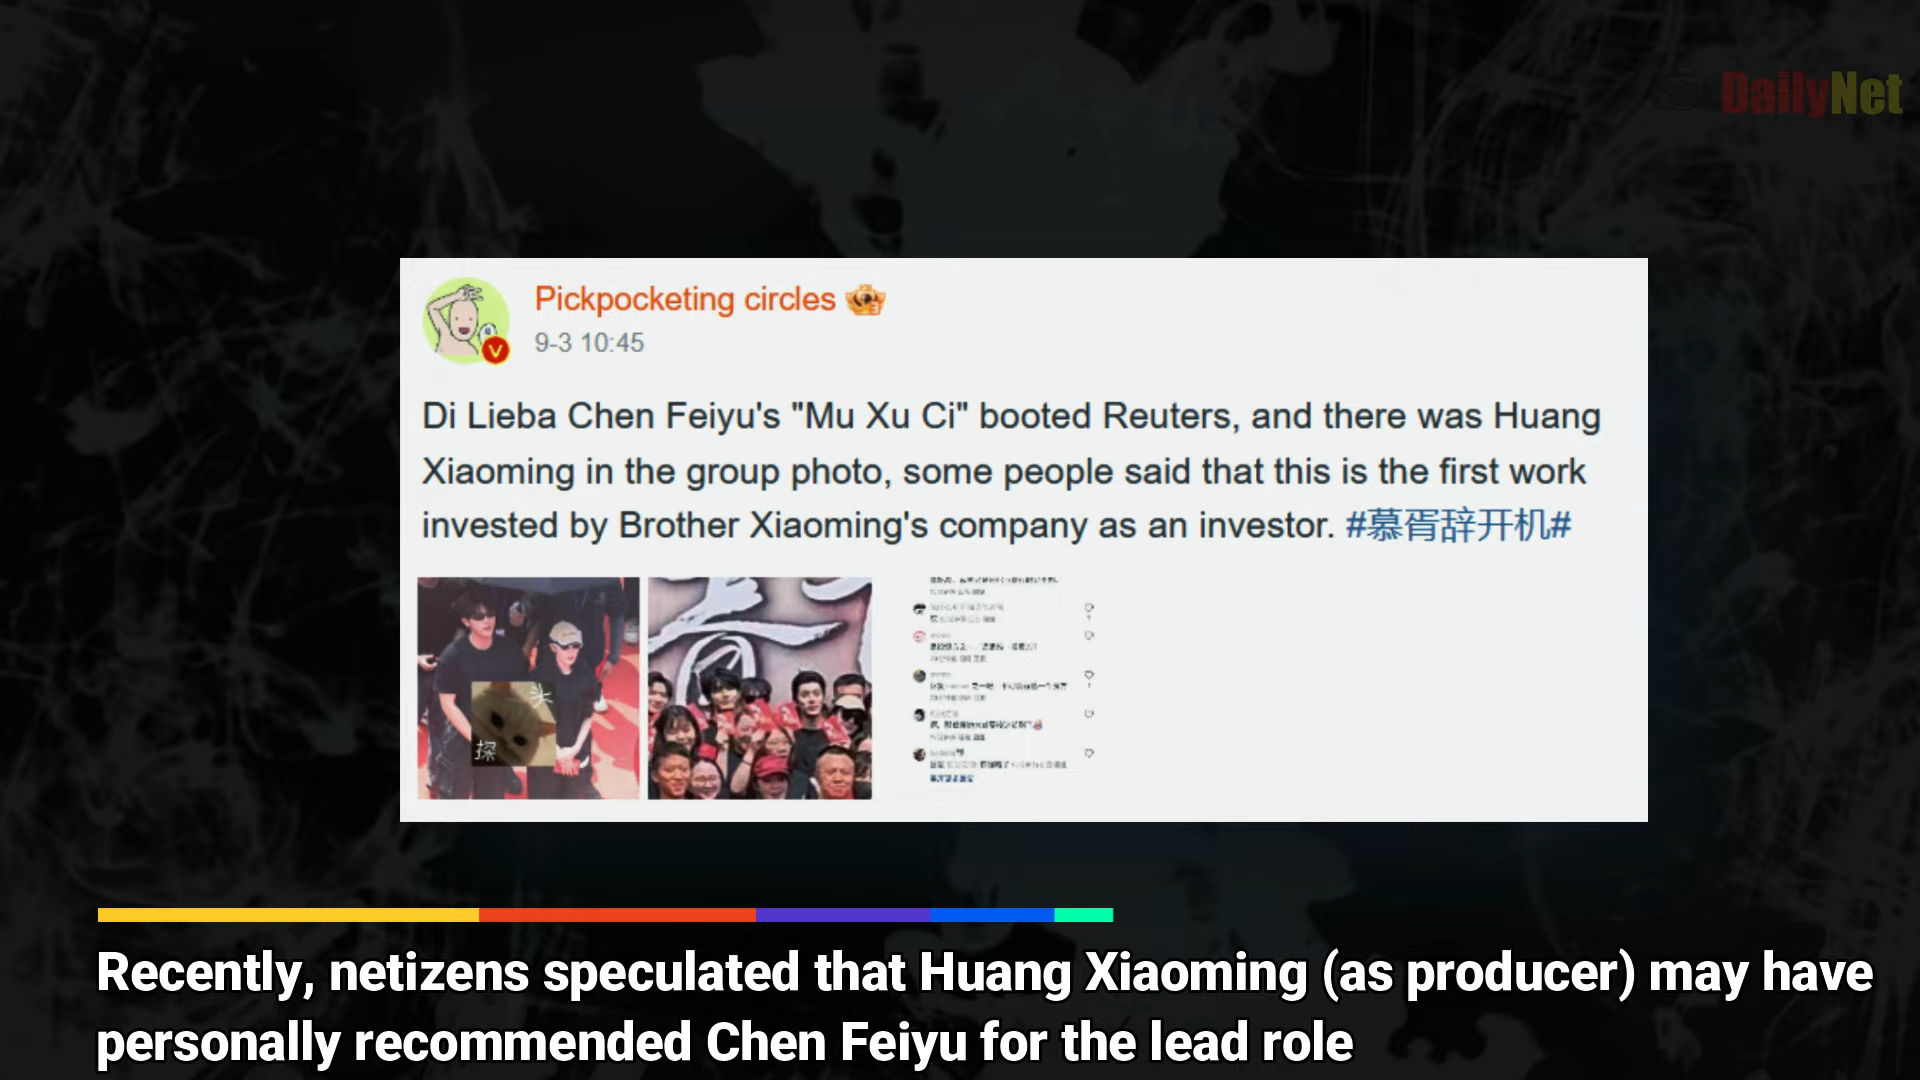 DailyNet
Pickpocketing circles
9-3 10:45
Di Lieba Chen Feiyu's "Mu Xu Ci" booted Reuters, and there was Huang
Xiaoming in the group photo, some people said that this is the first work
invested by Brother Xiaoming's company as an investor. #慕胥辞开机#
头
探
Recently, netizens speculated that Huang Xiaoming (as producer) may have
personally recommended Chen Feiyu for the lead role